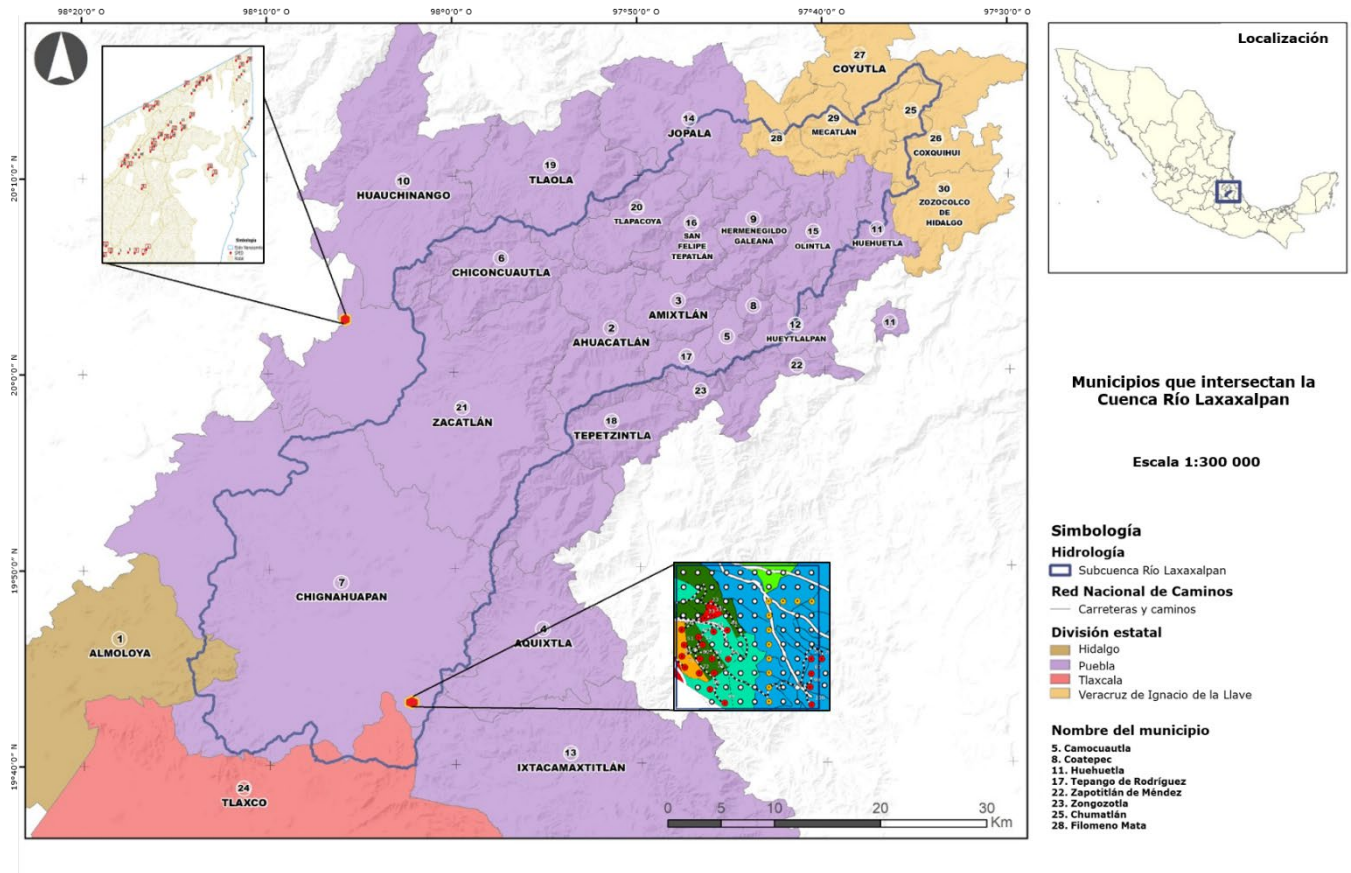 98°20'0" O
98°10'0" O
98°0'0" O
97°50'0" O
97°40'0" O
97°30'0" O
20°10'0" N
20°0'0" N
19°50'0" N
19°40'0" N
Simbología
27
COYUTLA
14
JOPALA
29
MECATLÁN
28
25
26
COXQUIHUI
30
ZOZOCOLCO
DE
HIDALGO
10
HUAUCHINANGO
19
TLAOLA
20
TLAPACOYA
16
SAN
FELIPE
TEPATLÁN
9
HERMENEGILDO
GALEANA
15
OLINTLA
11
HUEHUETLA
6
CHICONCUAUTLA
3
AMIXTLÁN
8
2
AHUACATLÁN
5
12
HUEYTLALPAN
11
17
22
23
21
ZACATLÁN
18
TEPETZINTLA
7
CHIGNAHUAPAN
1
ALMOLOYA
4
AQUIXTLA
13
IXTACAMAXTITLÁN
24
TLAXCO
0 5 10 20 30
Km
Localización
Municipios que intersectan la
Cuenca Río Laxaxalpan
Escala 1:300 000
Simbología
Hidrología
Subcuenca Río Laxaxalpan
Red Nacional de Caminos
Carreteras y caminos
División estatal
Hidalgo
Puebla
Tlaxcala
Veracruz de Ignacio de la Llave
Nombre del municipio
5. Camocuautla
8. Coatepec
11. Huehuetla
17. Tepango de Rodríguez
22. Zapotitlán de Méndez
23. Zongozotla
25. Chumatlán
28. Filomeno Mata